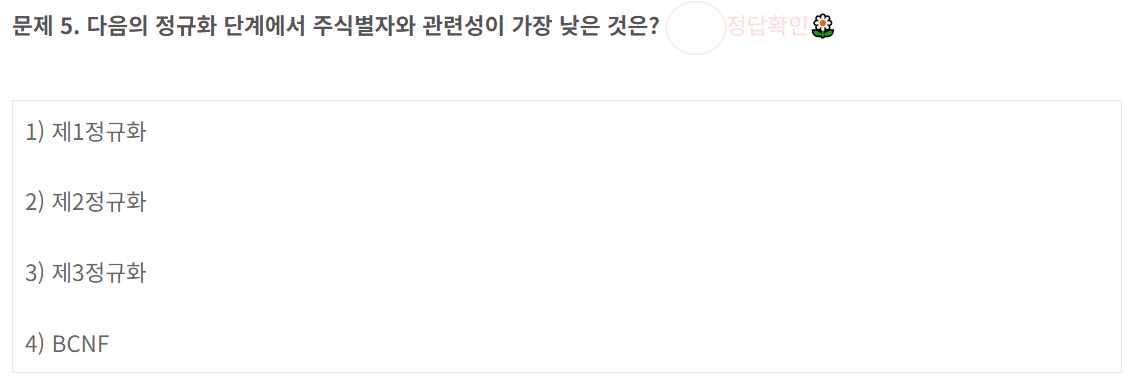 문제 5. 다음의 정규화 단계에서 주식별자와 관련성이 가장 낮은 것은? 정답확인
1) 제1정규화
2) 제2정규화
3) 제3정규화
4) BCNF